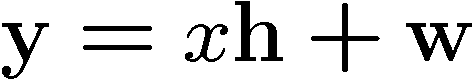 𝐲 = 𝑥𝐡 + 𝐰